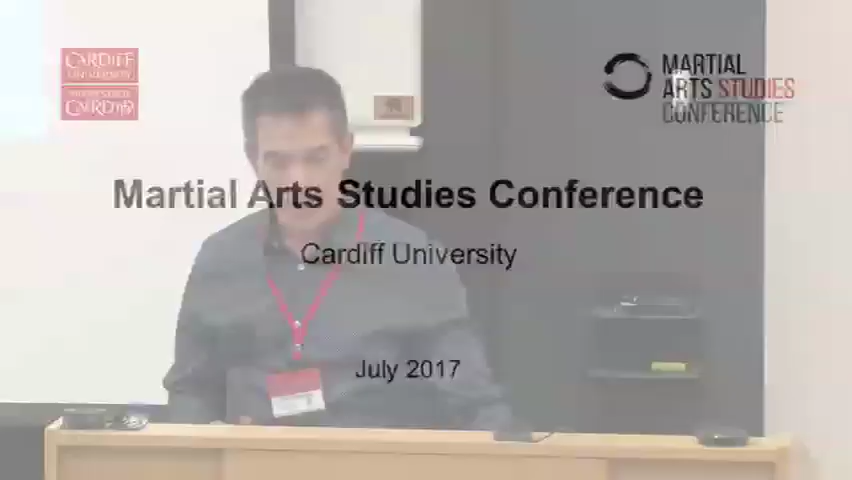 CARDIFF
UNIVERSITY
PRIFYSGOL
CAERDYDD
MARTIAL
ARTS STUDIES
CONFERENCE
Martial Arts Studies Conference
Cardiff University
July 2017